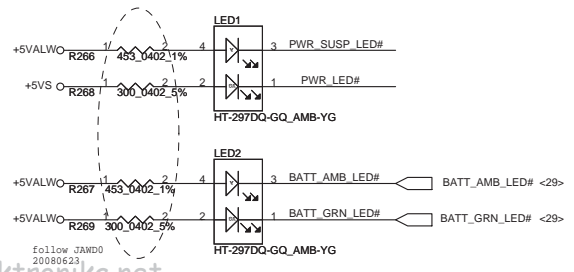 LED1
+5VALW 1 2 4 A 3 PWR_SUSP_LED#
R266 453_0402_1%
+5VS 1 2 2 YG 1 PWR_LED#
R268 300_0402_5%
HT-297DQ-GQ_AMB-YG
LED2
+5VALW 1 2 4 A 3 BATT_AMB_LED# BATT_AMB_LED# <29>
R267 453_0402_1%
+5VALW 1 2 2 YG 1 BATT_GRN_LED# BATT_GRN_LED# <29>
R269 300_0402_5%
HT-297DQ-GQ_AMB-YG
follow JAWD0
20080623